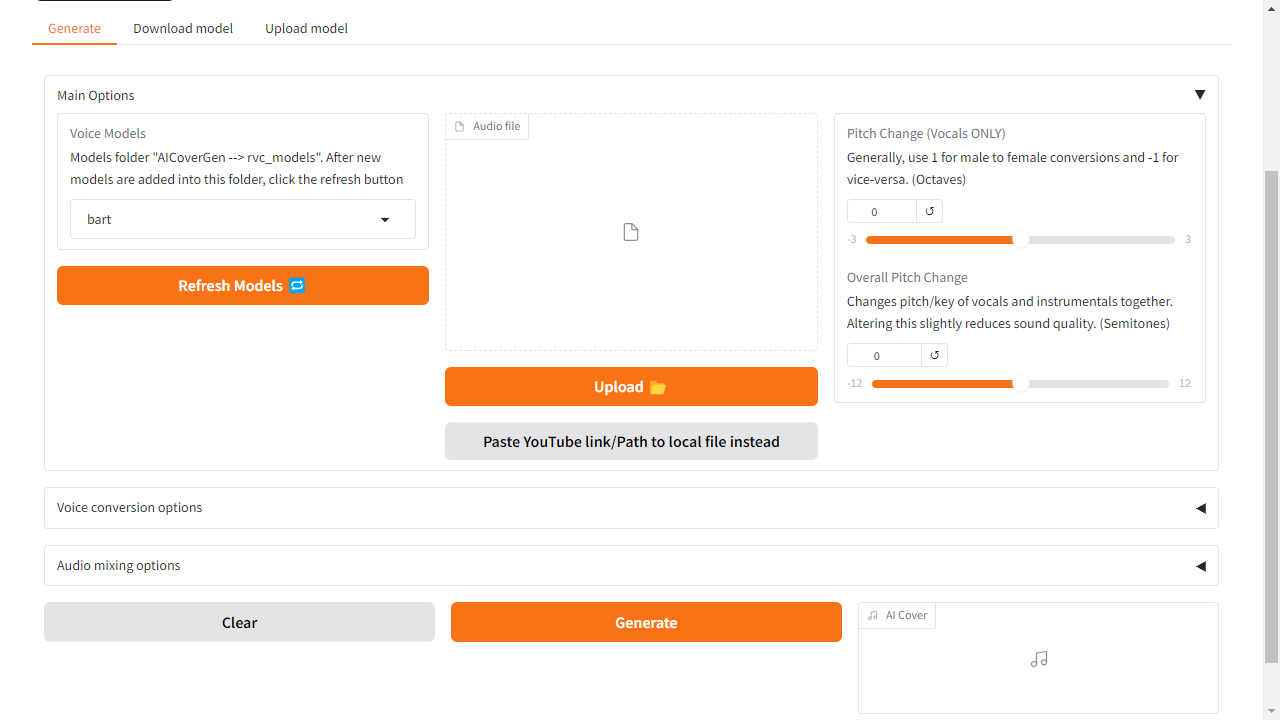 Generate
Download model
Upload model
Main Options
▼
Voice Models
Models folder "AICoverGen --> rvc_models". After new
models are added into this folder, click the refresh button
bart
Refresh Models 🔁
Audio file
Upload 📂
Paste YouTube link/Path to local file instead
Pitch Change (Vocals ONLY)
Generally, use 1 for male to female conversions and -1 for
vice-versa. (Octaves)
0
↺
-3
3
Overall Pitch Change
Changes pitch/key of vocals and instrumentals together.
Altering this slightly reduces sound quality. (Semitones)
0
↺
-12
12
Voice conversion options
◀
Audio mixing options
◀
Clear
Generate
AI Cover